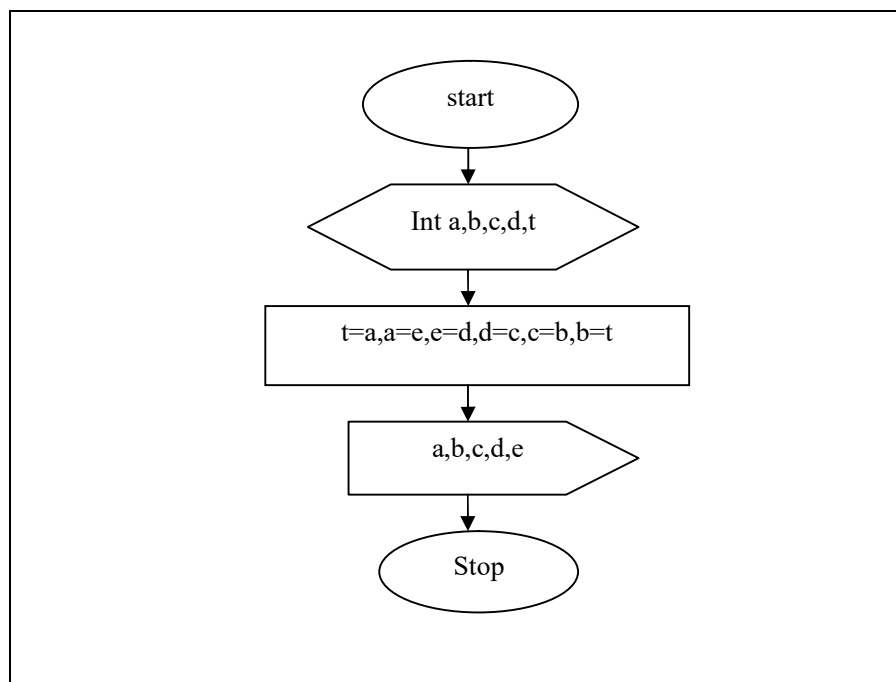 start
Int a,b,c,d,t
t=a,a=e,e=d,d=c,c=b,b=t
a,b,c,d,e
Stop